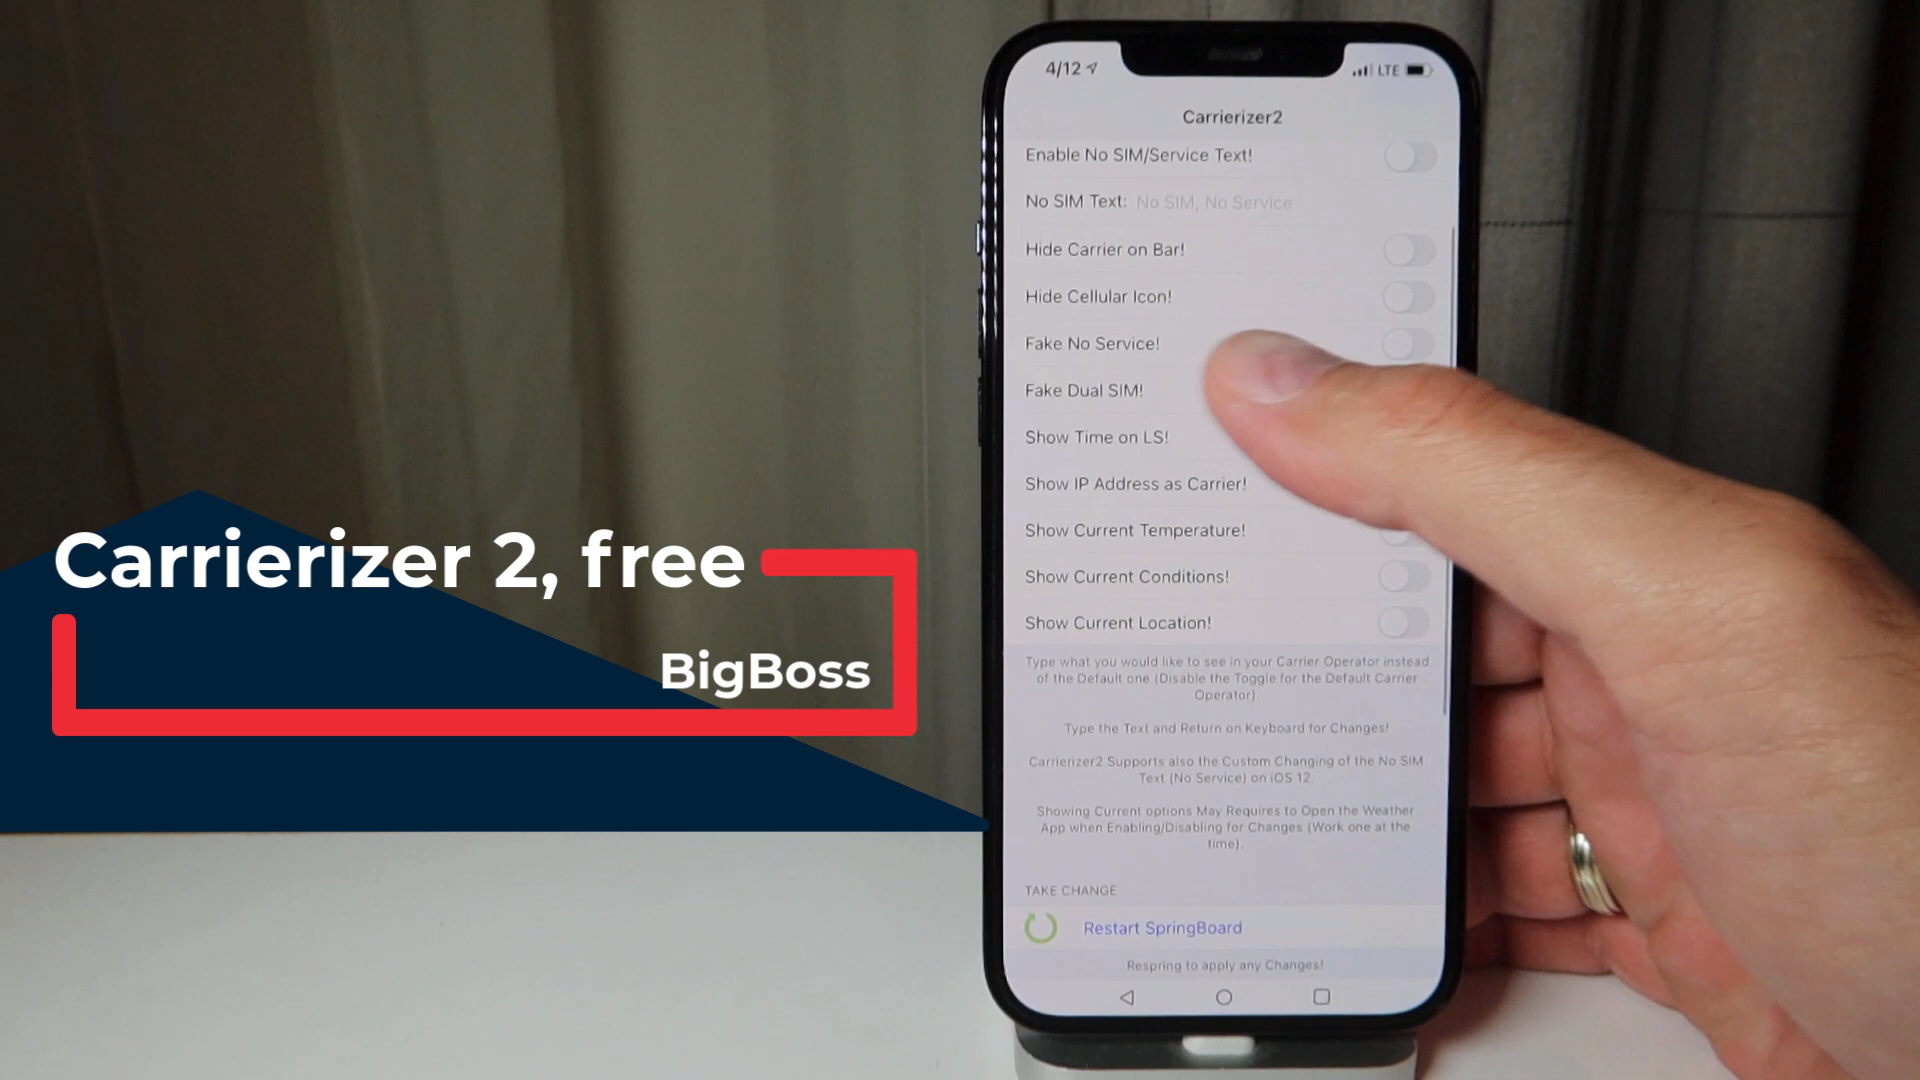 4/12
LTE
Carrierizer2
Enable No SIM/Service Text!
No SIM Text: No SIM, No Service
Hide Carrier on Bar!
Hide Cellular Icon!
Fake No Service!
Fake Dual SIM!
Show Time on LS!
Show IP Address as Carrier!
Show Current Temperature!
Show Current Conditions!
Show Current Location!
Type what you would like to see in your Carrier Operator instead
of the Default one (Disable the Toggle for the Default Carrier
Operator).
Type the Text and Return on Keyboard for Changes!
Carrierizer2 Supports also the Custom Changing of the No SIM
Text (No Service) on iOS 12.
Showing Current options May Requires to Open the Weather
App when Enabling/Disabling for Changes (Work one at the
time).
TAKE CHANGE
Restart SpringBoard
Respring to apply any Changes!
Carrierizer 2, free
BigBoss